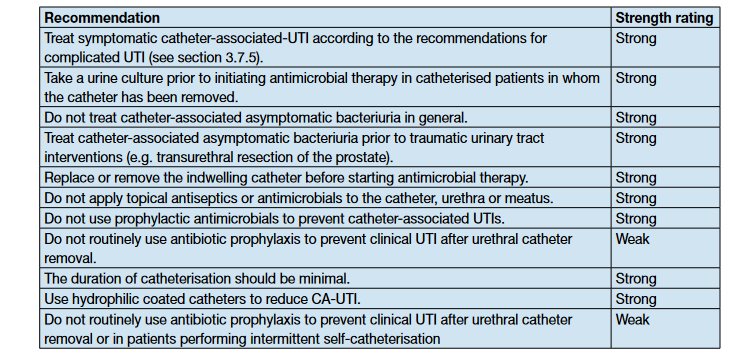 Recommendation Strength rating
Treat symptomatic catheter-associated-UTI according to the recommendations for Strong
complicated UTI (see section 3.7.5).
Take a urine culture prior to initiating antimicrobial therapy in catheterised patients in whom Strong
the catheter has been removed.
Do not treat catheter-associated asymptomatic bacteriuria in general. Strong
Treat catheter-associated asymptomatic bacteriuria prior to traumatic urinary tract Strong
interventions (e.g. transurethral resection of the prostate).
Replace or remove the indwelling catheter before starting antimicrobial therapy. Strong
Do not apply topical antiseptics or antimicrobials to the catheter, urethra or meatus. Strong
Do not use prophylactic antimicrobials to prevent catheter-associated UTIs. Strong
Do not routinely use antibiotic prophylaxis to prevent clinical UTI after urethral catheter Weak
removal.
The duration of catheterisation should be minimal. Strong
Use hydrophilic coated catheters to reduce CA-UTI. Strong
Do not routinely use antibiotic prophylaxis to prevent clinical UTI after urethral catheter Weak
removal or in patients performing intermittent self-catheterisation